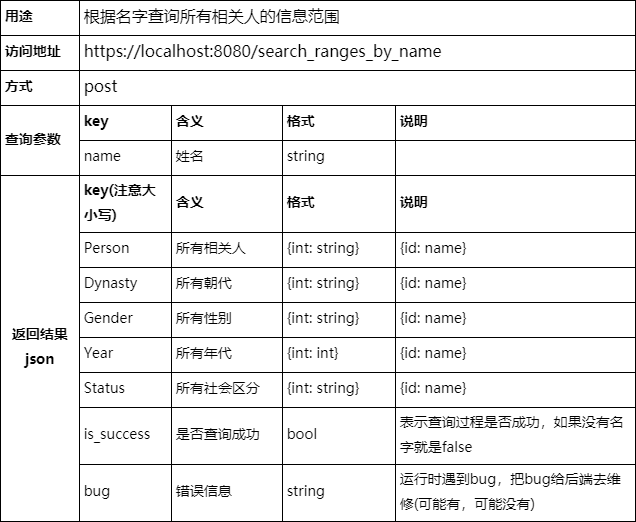 用途 根据名字查询所有相关人的信息范围
访问地址 https://localhost:8080/search_ranges_by_name
方式 post
查询参数 key 含义 格式 说明
name 姓名 string
返回结果
json
key(注意大
小写) 含义 格式 说明
Person 所有相关人 {int: string} {id: name}
Dynasty 所有朝代 {int: string} {id: name}
Gender 所有性别 {int: string} {id: name}
Year 所有年代 {int: int} {id: name}
Status 所有社会区分 {int: string} {id: name}
is_success 是否查询成功 bool 表示查询过程是否成功，如果没有名
字就是false
bug 错误信息 string 运行时遇到bug，把bug给后端去维
修(可能有，可能没有)